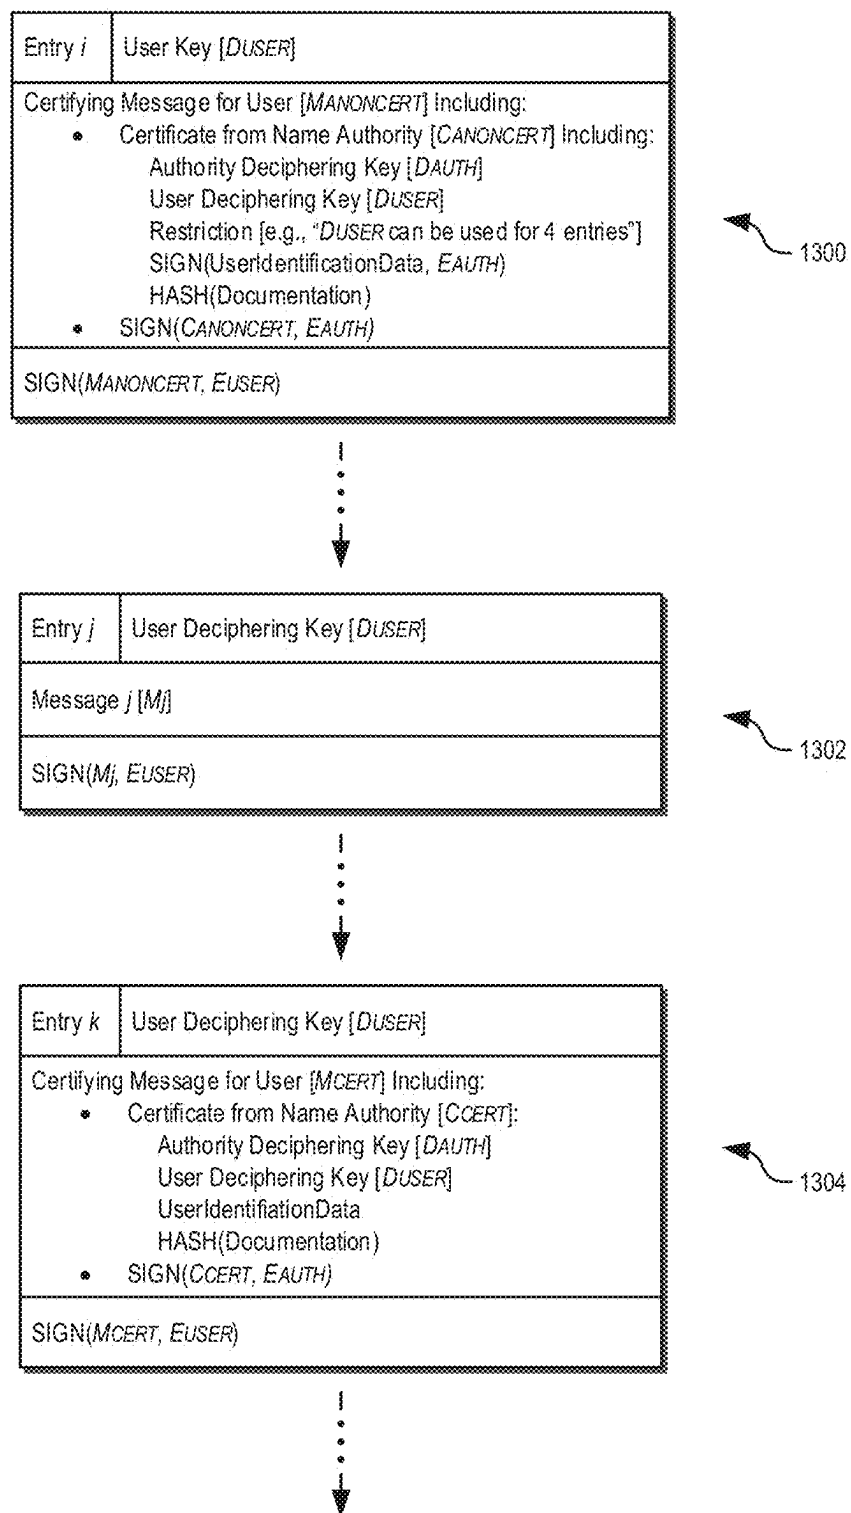 Entry i
User Key [DUSER]
Certifying Message for User [MANONCERT] Including:
• Certificate from Name Authority [CANONCERT] Including:
Authority Deciphering Key [DAUTH]
User Deciphering Key [DUSER]
Restriction [e.g., “DUSER can be used for 4 entries”]
SIGN(UserIdentificationData, EAUTH)
HASH(Documentation)
• SIGN(CANONCERT, EAUTH)
SIGN(MANONCERT, EUSER)
1300
Entry j
User Deciphering Key [DUSER]
Message j [Mj]
SIGN(Mj, EUSER)
1302
Entry k
User Deciphering Key [DUSER]
Certifying Message for User [MCERT] Including:
• Certificate from Name Authority [CCERT]:
Authority Deciphering Key [DAUTH]
User Deciphering Key [DUSER]
UserIdentifiationData
HASH(Documentation)
• SIGN(CCERT, EAUTH)
SIGN(MCERT, EUSER)
1304